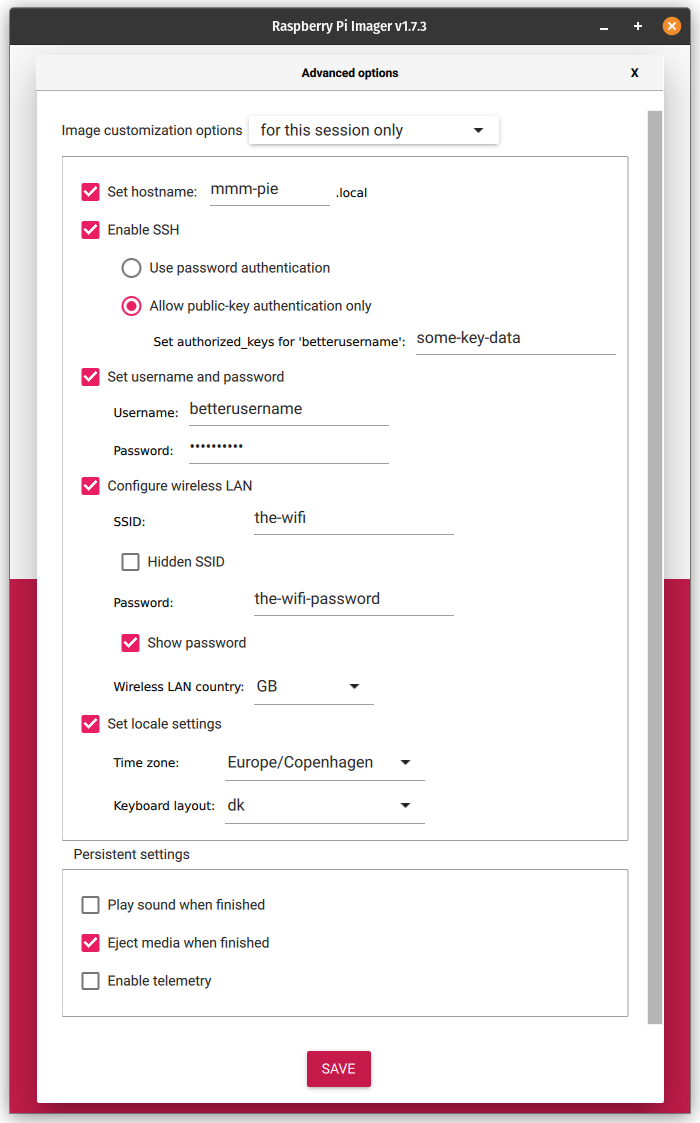 Raspberry Pi Imager v1.7.3
Advanced options X
Image customization options for this session only
Set hostname: mmm-pie .local
Enable SSH
Use password authentication
Allow public-key authentication only
Set authorized_keys for 'betterusername': some-key-data
Set username and password
Username: betterusername
Password: ••••••••••
Configure wireless LAN
SSID: the-wifi
Hidden SSID
Password: the-wifi-password
Show password
Wireless LAN country: GB
Set locale settings
Time zone: Europe/Copenhagen
Keyboard layout: dk
Persistent settings
Play sound when finished
Eject media when finished
Enable telemetry
SAVE